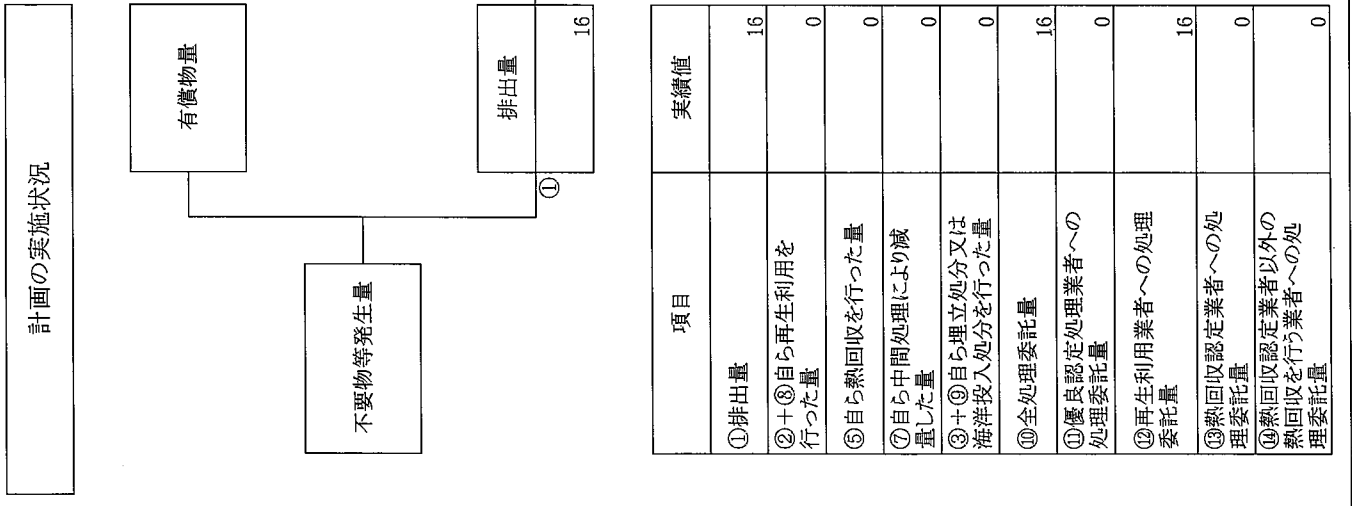 計画の実施状況
有償物量
不要物等発生量
①
排出量
16
項目
実績値
①排出量
16
②＋⑧自ら再生利用を
行った量
0
⑤自ら熱回収を行った量
0
⑦自ら中間処理により減
量した量
0
③＋⑨自ら埋立処分又は
海洋投入処分を行った量
0
⑩全処理委託量
16
⑪優良認定処理業者への
処理委託量
0
⑫再生利用業者への処理
委託量
16
⑬熱回収認定業者への処
理委託量
0
⑭熱回収認定業者以外の
熱回収を行う業者への処
理委託量
0